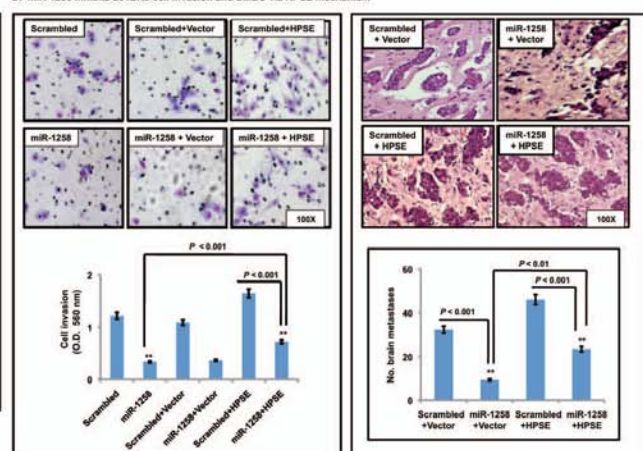 Scrambled
Scrambled+Vector
Scrambled+HPSE
miR-1258
miR-1258 + Vector
miR-1258 + HPSE
100X
P < 0.001
P < 0.001
Cell invasion
(O.D. 560 nm)
2
1
0
**
**
Scrambled
miR-1258
Scrambled+Vector
miR-1258+Vector
Scrambled+HPSE
miR-1258+HPSE
Scrambled
+ Vector
miR-1258
+ Vector
Scrambled
+ HPSE
miR-1258
+ HPSE
100X
No. brain metastases
60
40
20
0
P < 0.001
P < 0.01
P < 0.001
**
**
Scrambled
+Vector
miR-1258
+Vector
Scrambled
+HPSE
miR-1258
+HPSE